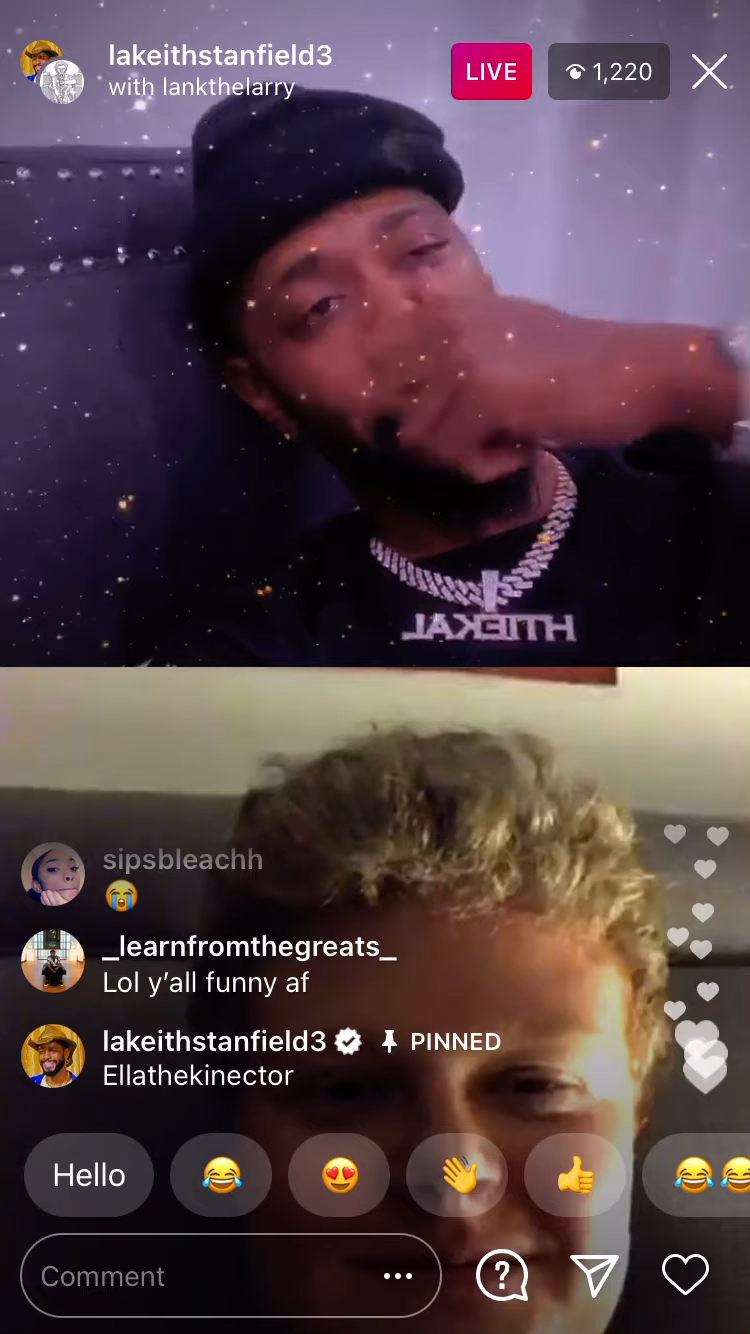 lakeithstanfield3
LIVE
1,220
with lankthelarry
LAKEITH
sipsbleachh
😭
_learnfromthegreats_
Lol y’all funny af
lakeithstanfield3 PINNED
Ellathekinector
Hello 😂 😍 👋 👍 😂😂
Comment